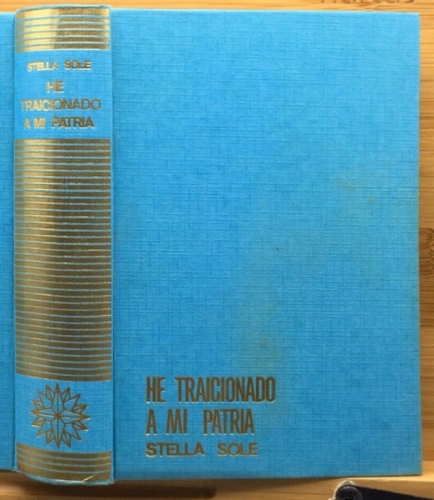 STELLA SOLE
HE
TRAICIONADO
A MI PATRIA
HE TRAICIONADO
A MI PATRIA
STELLA SOLE